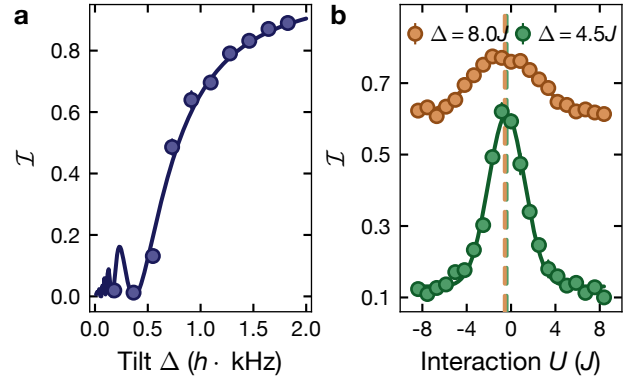 a
0.8
0.6
0.4
0.2
0.0
ℐ
0.0 0.5 1.0 1.5 2.0
Tilt Δ (h · kHz)
b
Δ = 8.0J Δ = 4.5J
0.7
0.5
0.3
0.1
ℐ
-8 -4 0 4 8
Interaction U (J)